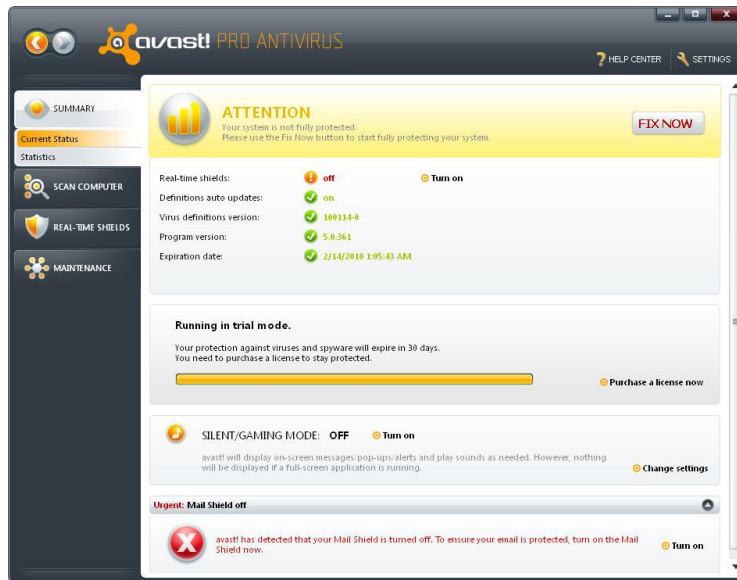 avast! PRO ANTIVIRUS
HELP CENTER
SETTINGS
SUMMARY
Current Status
Statistics
SCAN COMPUTER
REAL-TIME SHIELDS
MAINTENANCE
ATTENTION
Your system is not fully protected.
Please use the Fix Now button to start fully protecting your system.
FIX NOW
Real-time shields: off Turn on
Definitions auto updates: on
Virus definitions version: 100114-0
Program version: 5.0.361
Expiration date: 2/14/2010 1:05:43 AM
Running in trial mode.
Your protection against viruses and spyware will expire in 30 days.
You need to purchase a license to stay protected.
Purchase a license now
SILENT/GAMING MODE: OFF Turn on
avast! will display on-screen messages/pop-ups/alerts and play sounds as needed. However, nothing
will be displayed if a full-screen application is running.
Change settings
Urgent: Mail Shield off
avast! has detected that your Mail Shield is turned off. To ensure your email is protected, turn on the Mail
Shield now.
Turn on